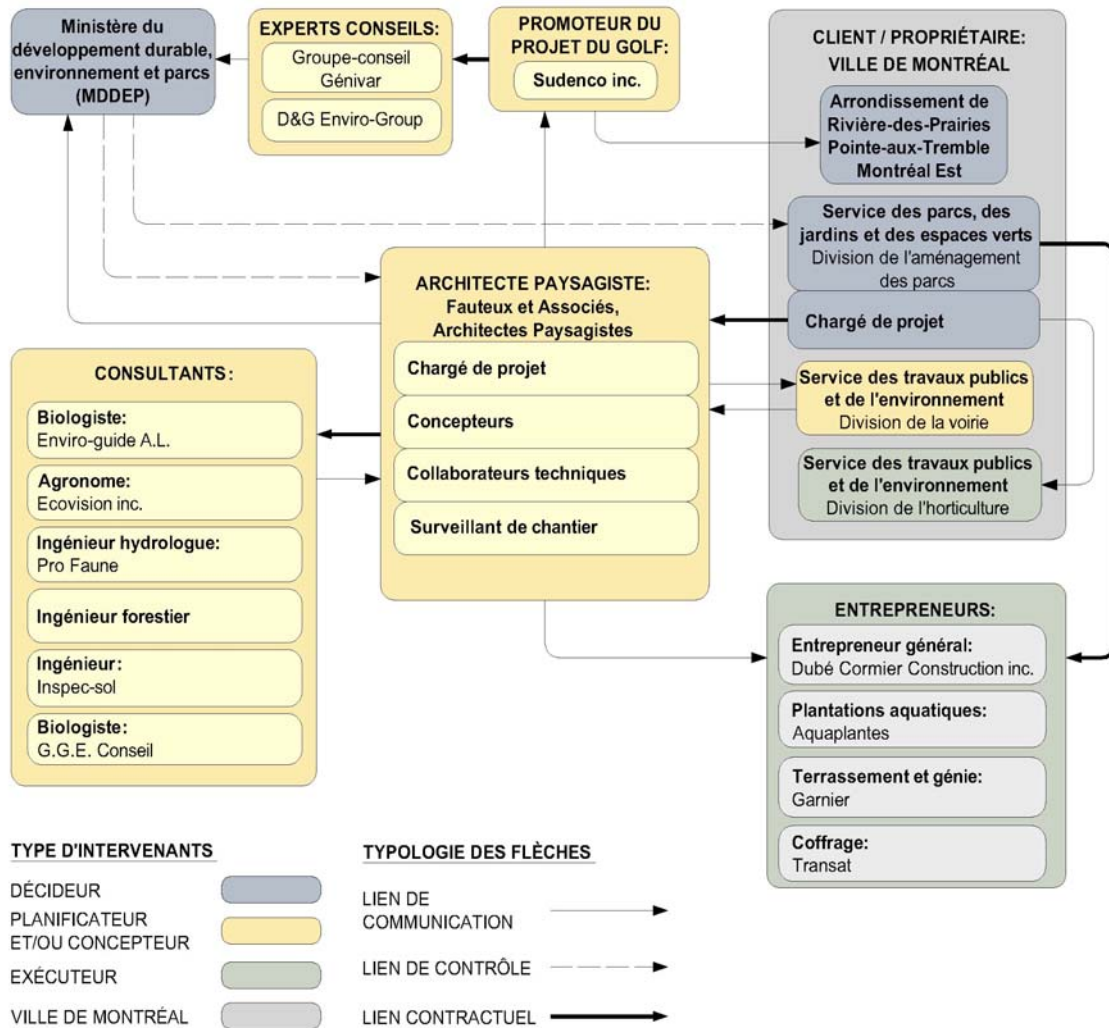 Ministère du
développement durable,
environnement et parcs
(MDDEP)
EXPERTS CONSEILS:
Groupe-conseil
Génivar
D&G Enviro-Group
PROMOTEUR DU
PROJET DU GOLF:
Sudenco inc.
CLIENT / PROPRIÉTAIRE:
VILLE DE MONTRÉAL
Arrondissement de
Rivière-des-Prairies
Pointe-aux-Tremble
Montréal Est
Service des parcs, des
jardins et des espaces verts
Division de l'aménagement
des parcs
Chargé de projet
Service des travaux publics
et de l'environnement
Division de la voirie
Service des travaux publics
et de l'environnement
Division de l'horticulture
ARCHITECTE PAYSAGISTE:
Fauteux et Associés,
Architectes Paysagistes
Chargé de projet
Concepteurs
Collaborateurs techniques
Surveillant de chantier
CONSULTANTS:
Biologiste:
Enviro-guide A.L.
Agronome:
Ecovision inc.
Ingénieur hydrologue:
Pro Faune
Ingénieur forestier
Ingénieur:
Inspec-sol
Biologiste:
G.G.E. Conseil
ENTREPRENEURS:
Entrepreneur général:
Dubé Cormier Construction inc.
Plantations aquatiques:
Aquaplantes
Terrassement et génie:
Garnier
Coffrage:
Transat
TYPE D'INTERVENANTS
DÉCIDEUR
PLANIFICATEUR
ET/OU CONCEPTEUR
EXÉCUTEUR
VILLE DE MONTRÉAL
TYPOLOGIE DES FLÈCHES
LIEN DE
COMMUNICATION
LIEN DE CONTRÔLE
LIEN CONTRACTUEL